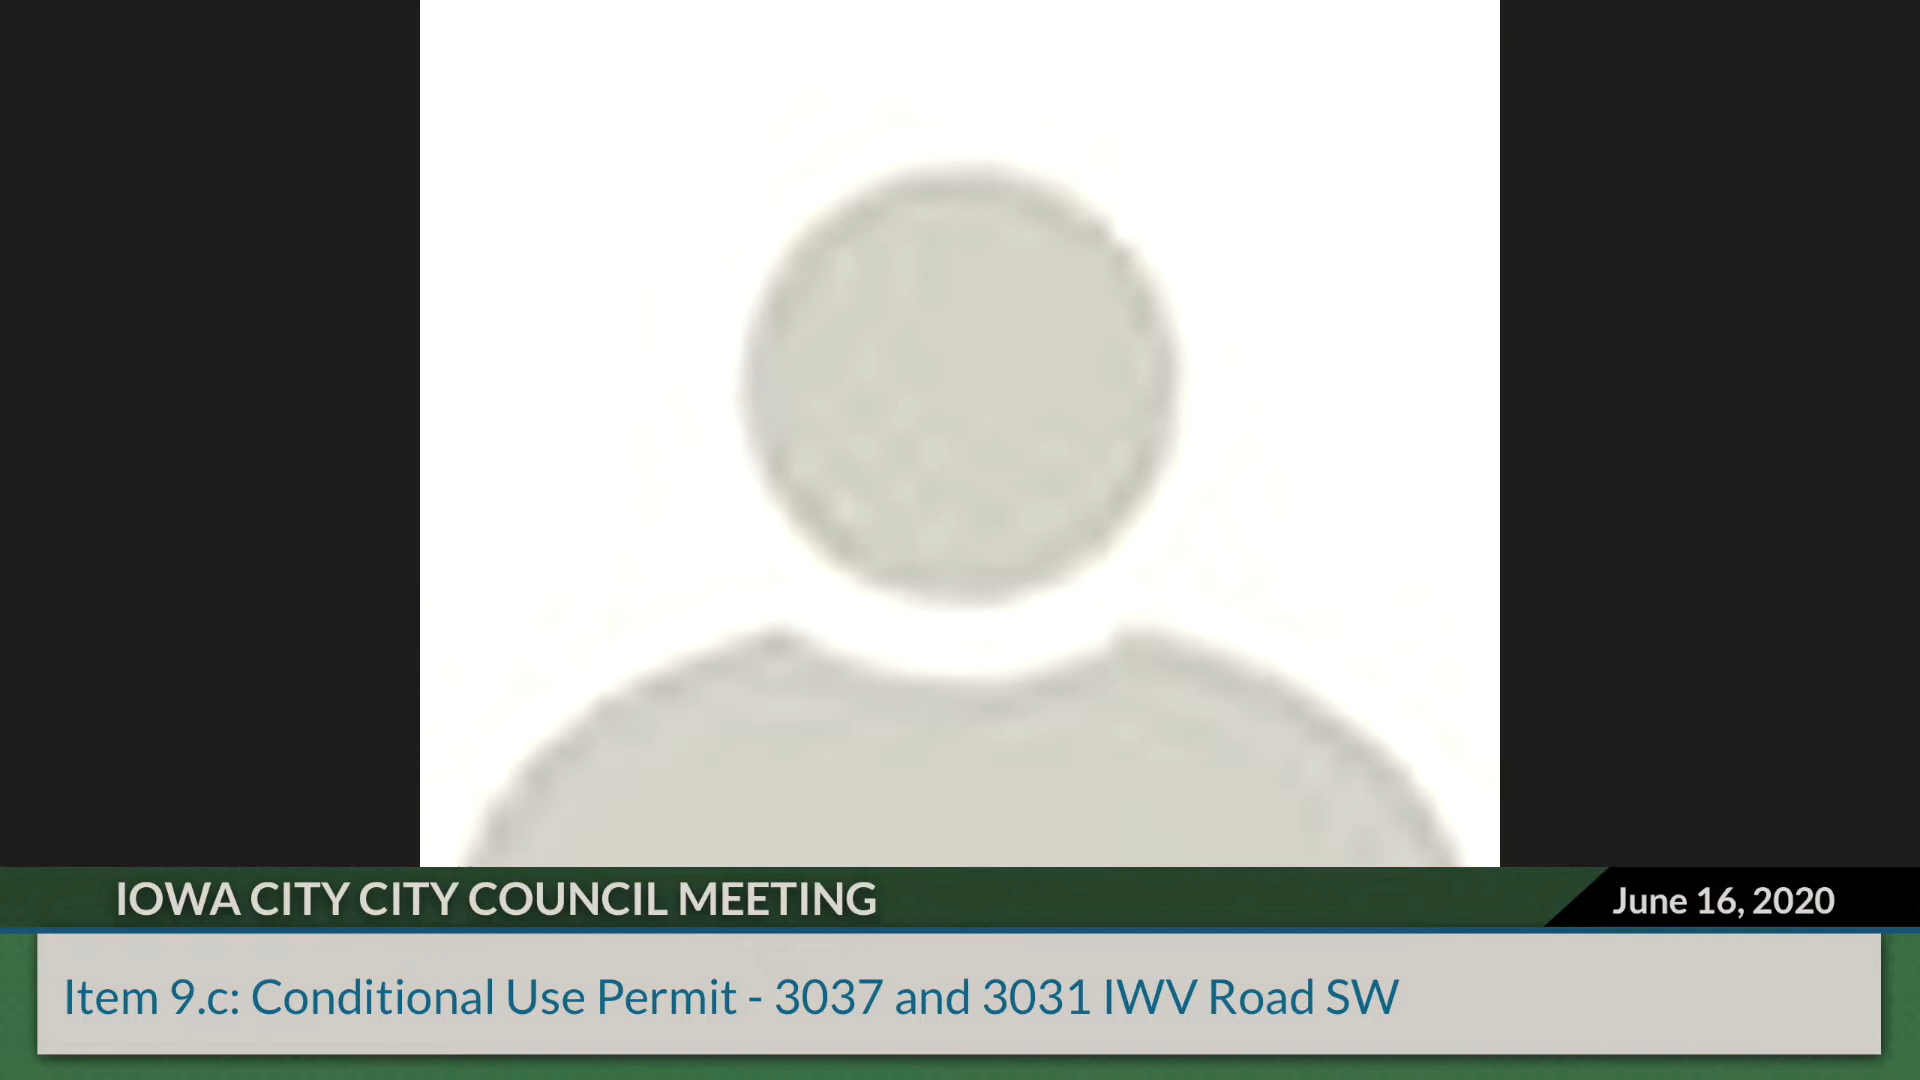 IOWA CITY CITY COUNCIL MEETING
June 16, 2020
Item 9.c: Conditional Use Permit - 3037 and 3031 IWV Road SW